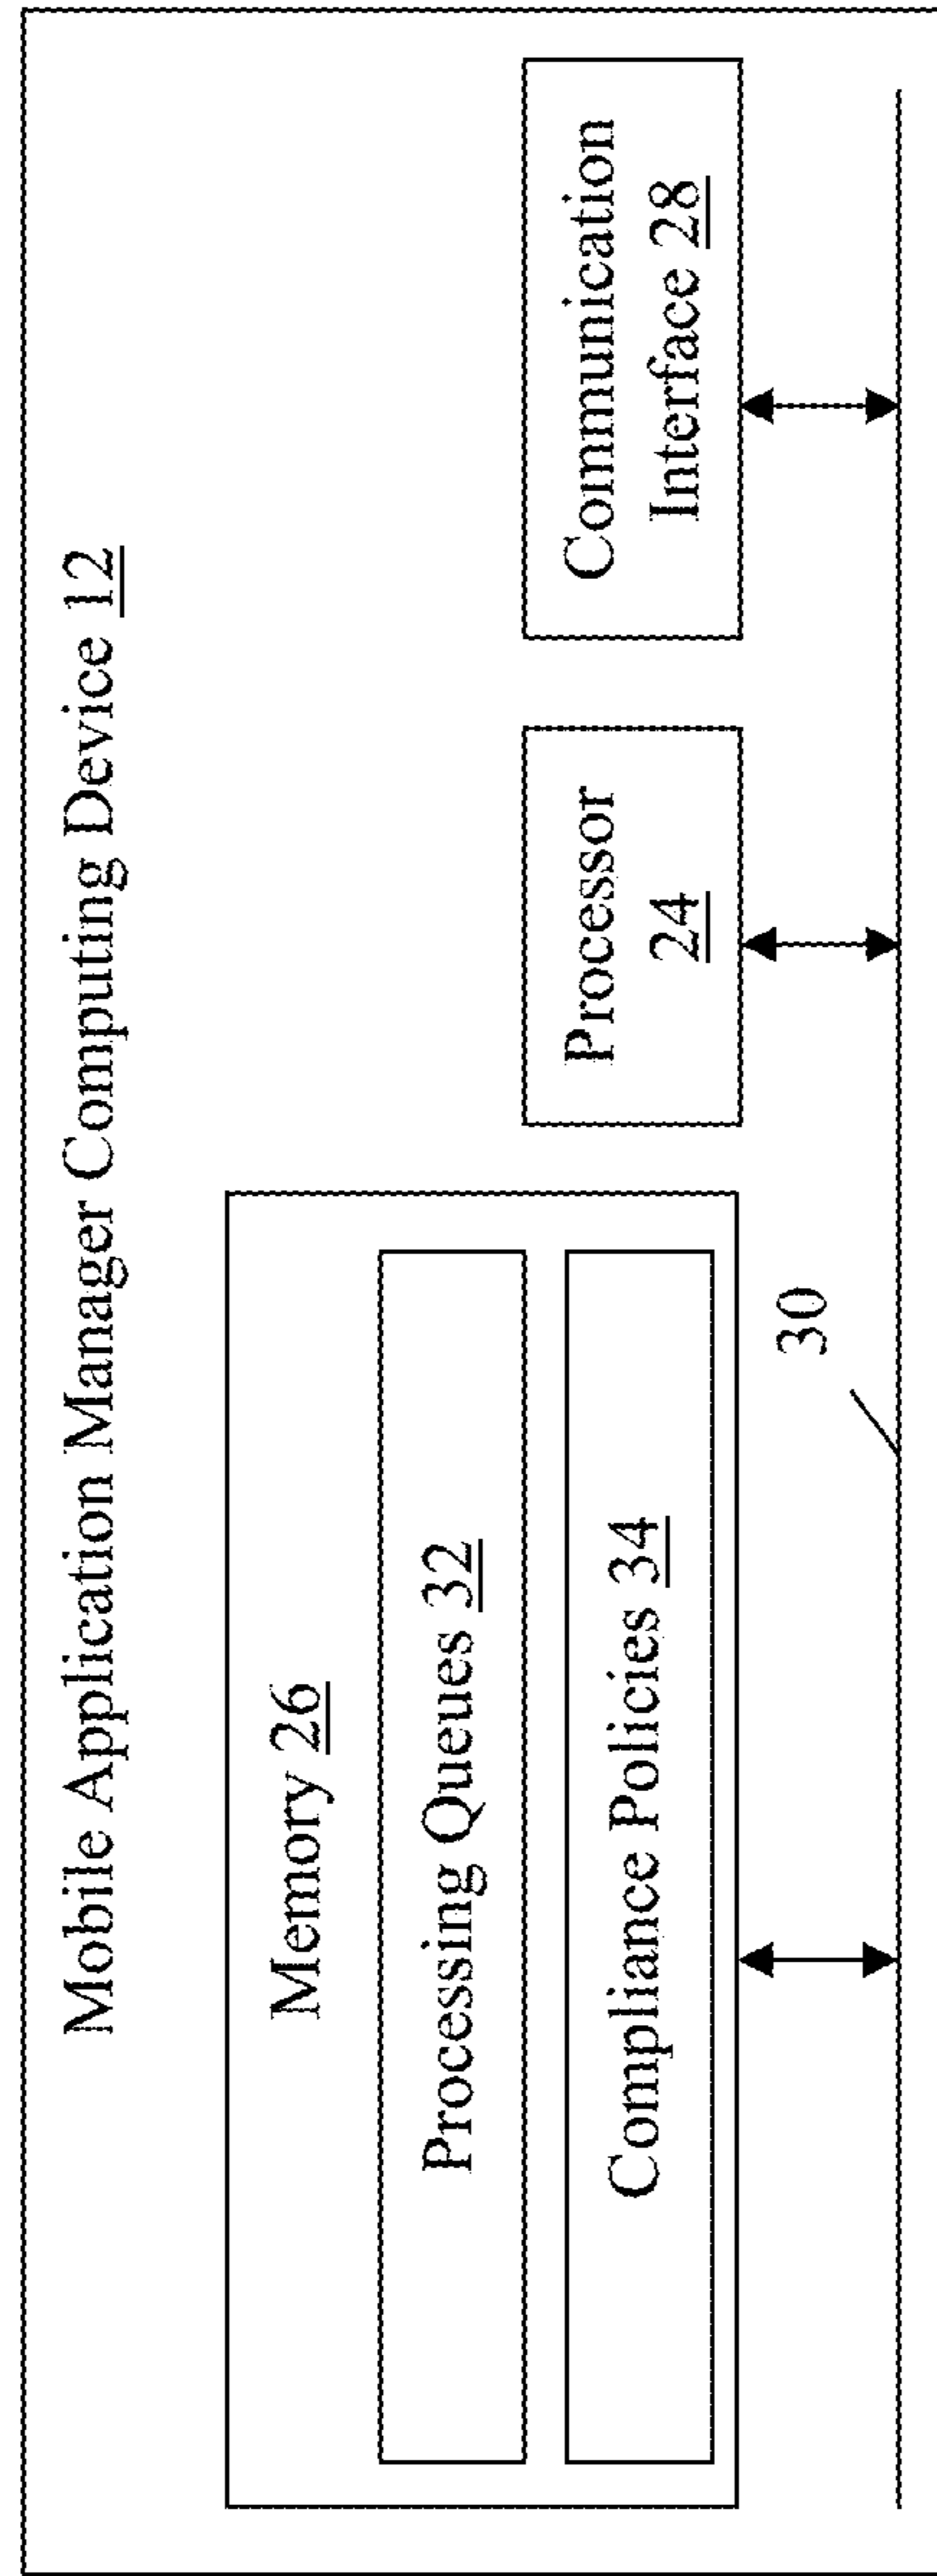 Mobile Application Manager Computing Device 12
Memory 26
Processing Queues 32
Compliance Policies 34
Processor
24
Communication
Interface 28
30